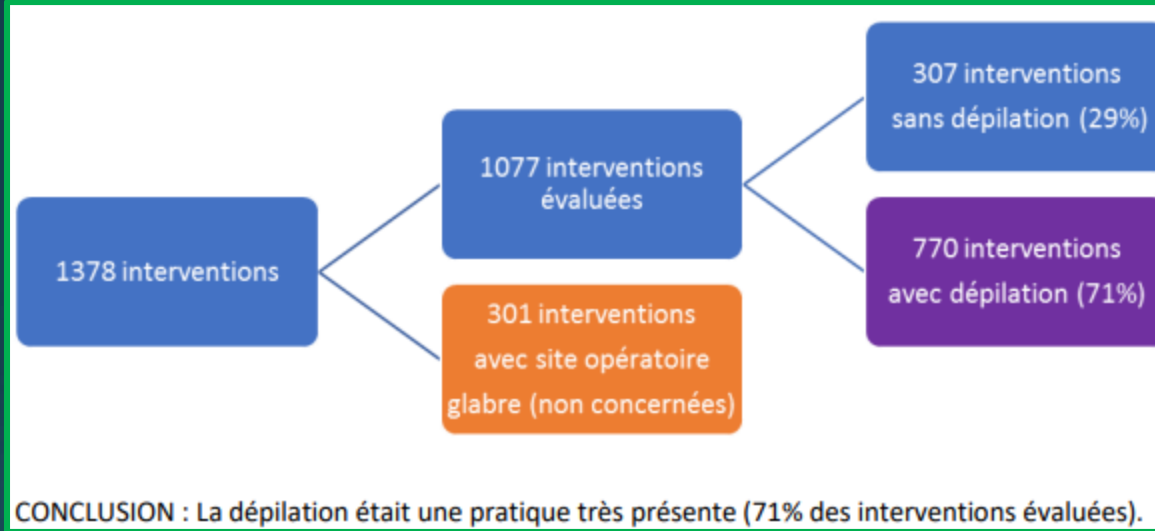 1378 interventions
1077 interventions
évaluées
301 interventions
avec site opératoire
glabre (non concernées)
307 interventions
sans dépilation (29%)
770 interventions
avec dépilation (71%)
CONCLUSION : La dépilation était une pratique très présente (71% des interventions évaluées).